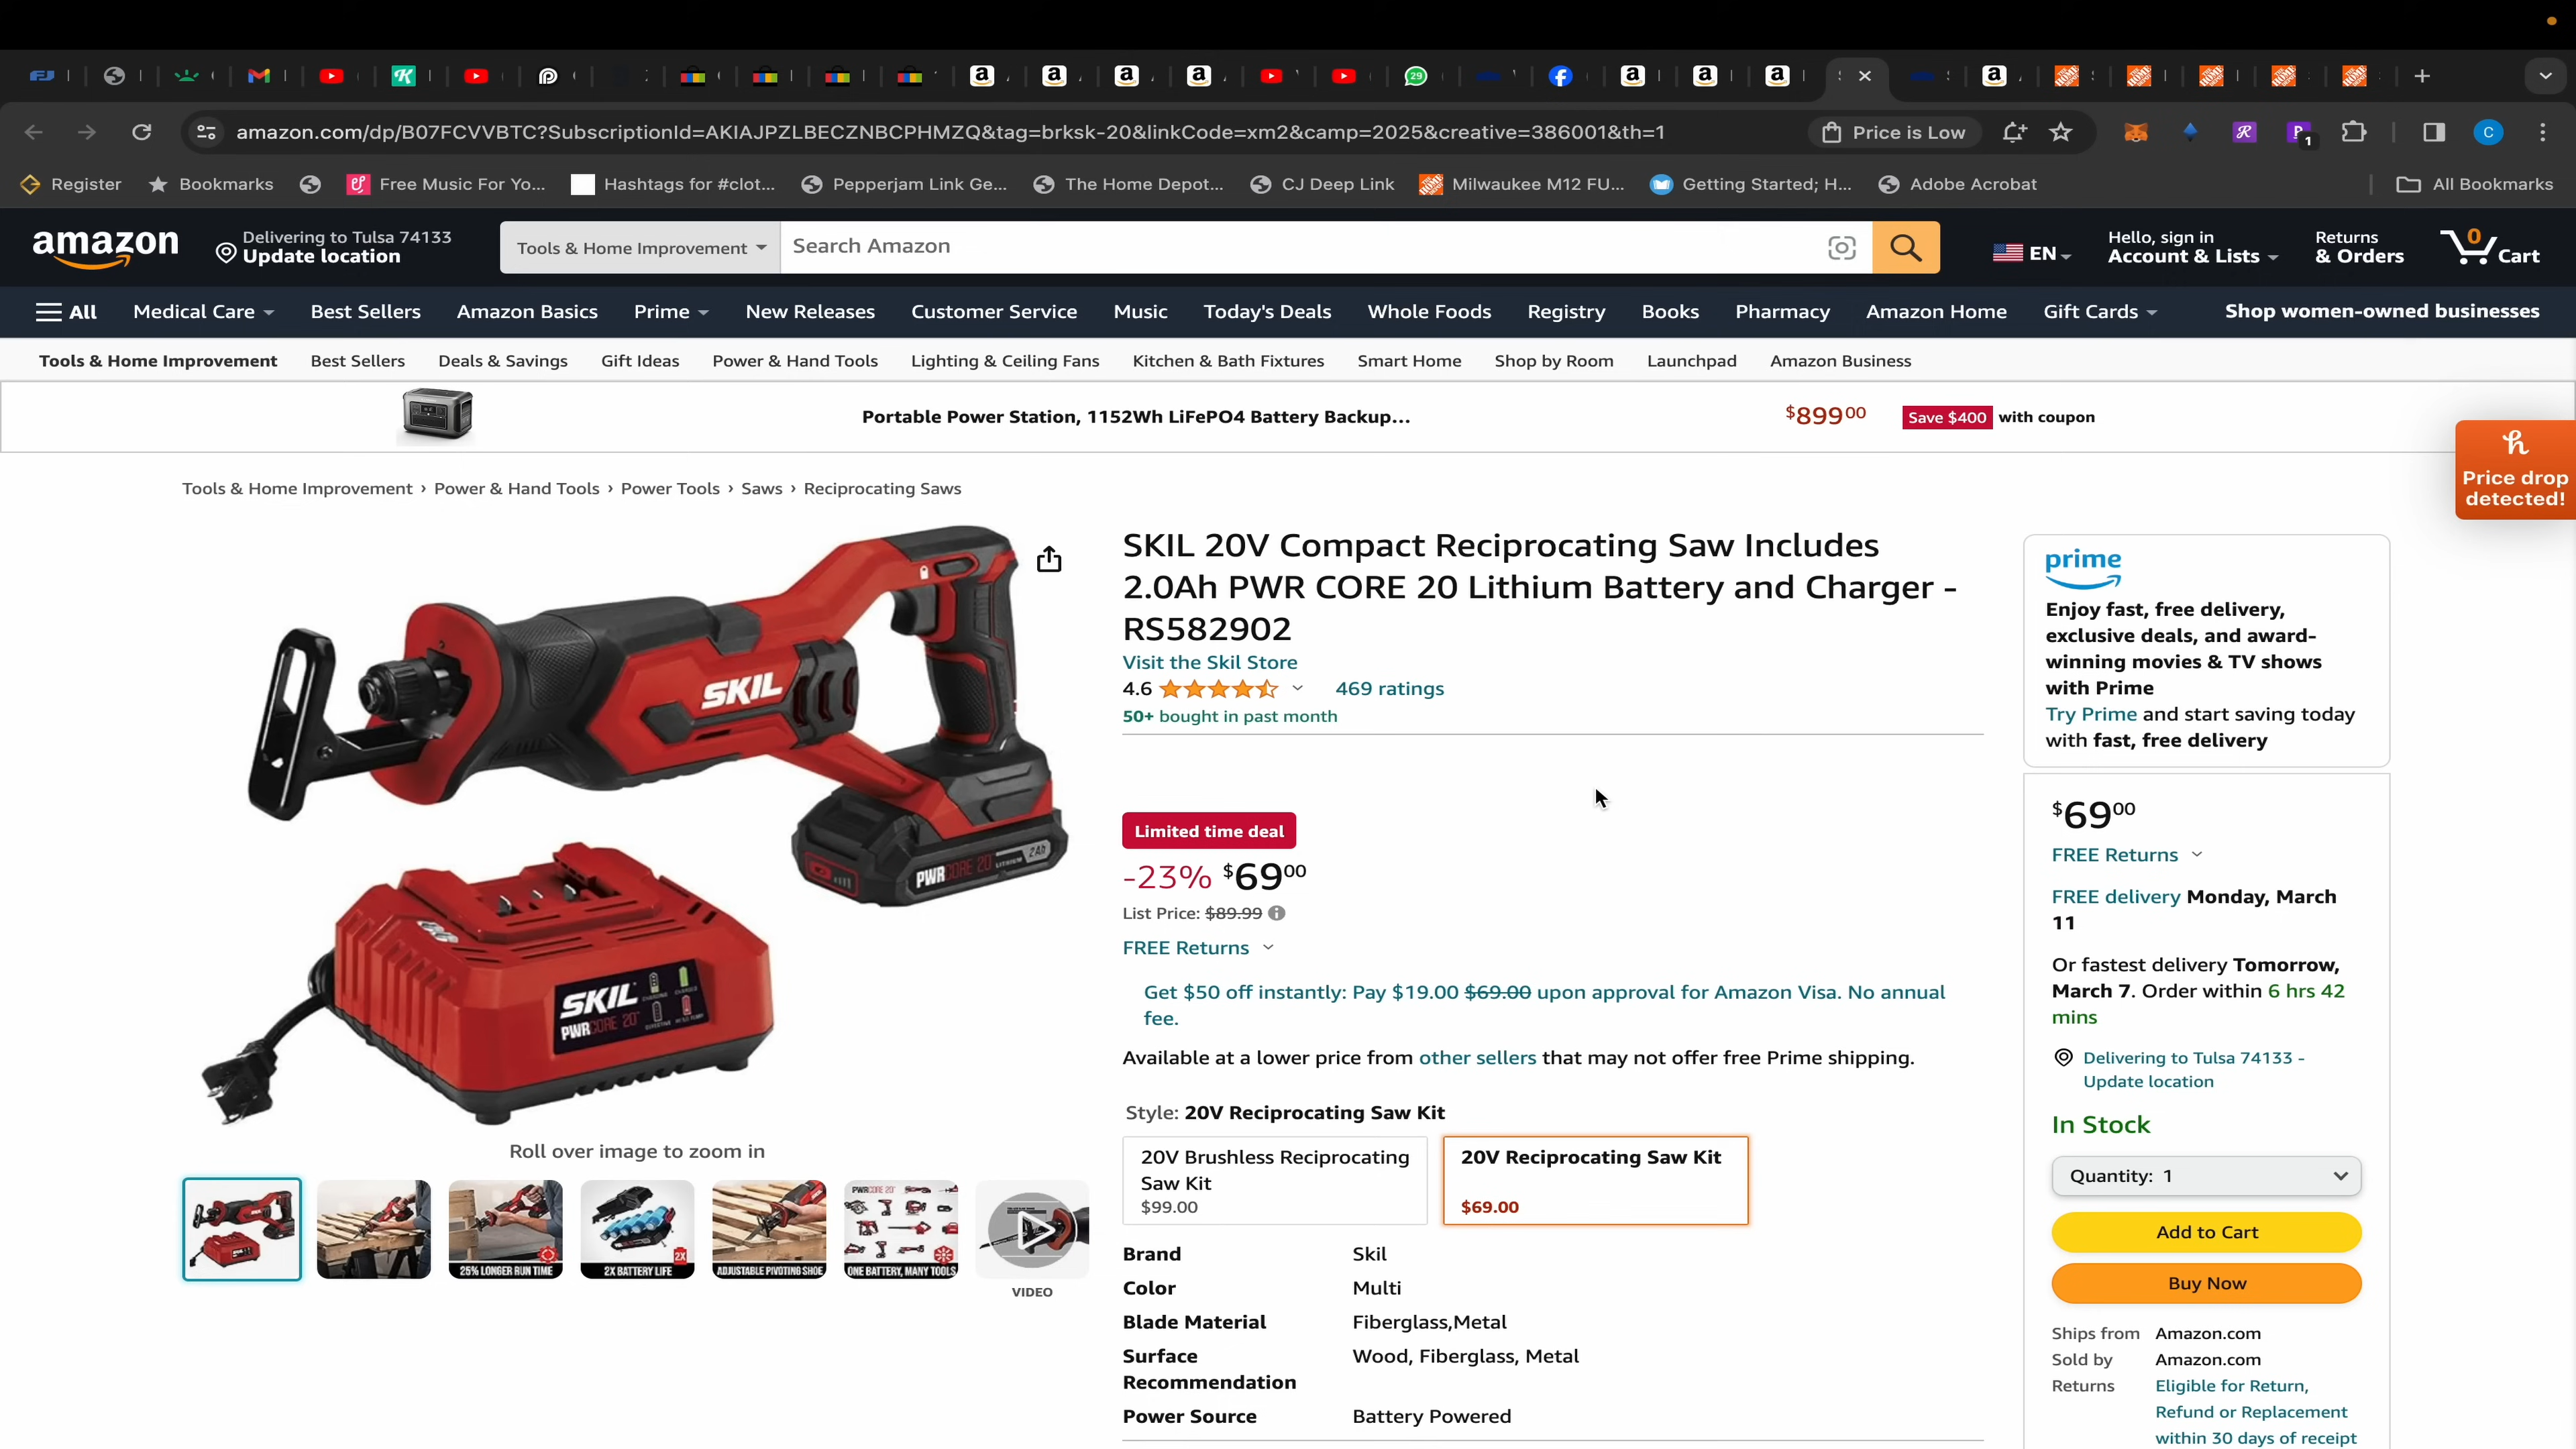 29
amazon.com/dp/B07FCVVBTC?SubscriptionId=AKIAJPZLBECZNBCPHMZQ&tag=brksk-20&linkCode=xm2&camp=2025&creative=386001&th=1
Price is Low
1
C
Register
Bookmarks
Free Music For Yo...
Hashtags for #clot...
Pepperjam Link Ge...
The Home Depot...
CJ Deep Link
Milwaukee M12 FU...
Getting Started; H...
Adobe Acrobat
All Bookmarks
amazon
Delivering to Tulsa 74133
Update location
Tools & Home Improvement
Search Amazon
EN
Hello, sign in
Account & Lists
Returns
& Orders
0
Cart
All
Medical Care
Best Sellers
Amazon Basics
Prime
New Releases
Customer Service
Music
Today's Deals
Whole Foods
Registry
Books
Pharmacy
Amazon Home
Gift Cards
Shop women-owned businesses
Tools & Home Improvement
Best Sellers
Deals & Savings
Gift Ideas
Power & Hand Tools
Lighting & Ceiling Fans
Kitchen & Bath Fixtures
Smart Home
Shop by Room
Launchpad
Amazon Business
Portable Power Station, 1152Wh LiFePO4 Battery Backup...
$899 00
Save $400 with coupon
Price drop
detected!
Tools & Home Improvement › Power & Hand Tools › Power Tools › Saws › Reciprocating Saws
SKIL
PWRCORE 20 LITHIUM 2Ah
SKIL
PWRCORE 20
Roll over image to zoom in
25% LONGER RUN TIME
2X BATTERY LIFE
2X
ADJUSTABLE PIVOTING SHOE
PWRCORE 20
ONE BATTERY, MANY TOOLS
VIDEO
SKIL 20V Compact Reciprocating Saw Includes
2.0Ah PWR CORE 20 Lithium Battery and Charger -
RS582902
Visit the Skil Store
4.6
469 ratings
50+ bought in past month
Limited time deal
-23% $69 00
List Price: $89.99
FREE Returns
Get $50 off instantly: Pay $19.00 $69.00 upon approval for Amazon Visa. No annual
fee.
Available at a lower price from other sellers that may not offer free Prime shipping.
Style: 20V Reciprocating Saw Kit
20V Brushless Reciprocating
Saw Kit
$99.00
20V Reciprocating Saw Kit
$69.00
Brand Skil
Color Multi
Blade Material Fiberglass,Metal
Surface Wood, Fiberglass, Metal
Recommendation
Power Source Battery Powered
prime
Enjoy fast, free delivery,
exclusive deals, and award-
winning movies & TV shows
with Prime
Try Prime and start saving today
with fast, free delivery
$69 00
FREE Returns
FREE delivery Monday, March
11
Or fastest delivery Tomorrow,
March 7. Order within 6 hrs 42
mins
Delivering to Tulsa 74133 -
Update location
In Stock
Quantity: 1
Add to Cart
Buy Now
Ships from Amazon.com
Sold by Amazon.com
Returns Eligible for Return,
Refund or Replacement
within 30 days of receipt